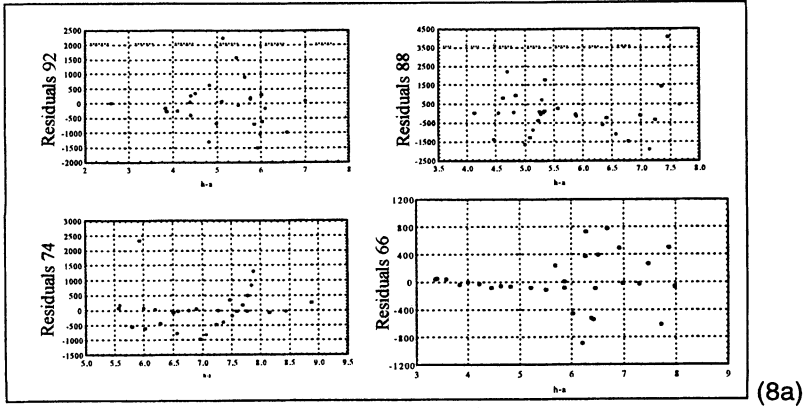 Residuals 92
2500
2000
1500
1000
500
0
-500
-1000
-1500
-2000
2 3 4 5 6 7 8
h-a
Residuals 88
4500
3500
2500
1500
500
-500
-1500
-2500
3.5 4.0 4.5 5.0 5.5 6.0 6.5 7.0 7.5 8.0
h-a
Residuals 74
3000
2500
2000
1500
1000
500
0
-500
-1000
-1500
5.0 5.5 6.0 6.5 7.0 7.5 8.0 8.5 9.0 9.5
h-a
Residuals 66
1200
800
400
0
-400
-800
-1200
3 4 5 6 7 8 9
h-a
(8a)